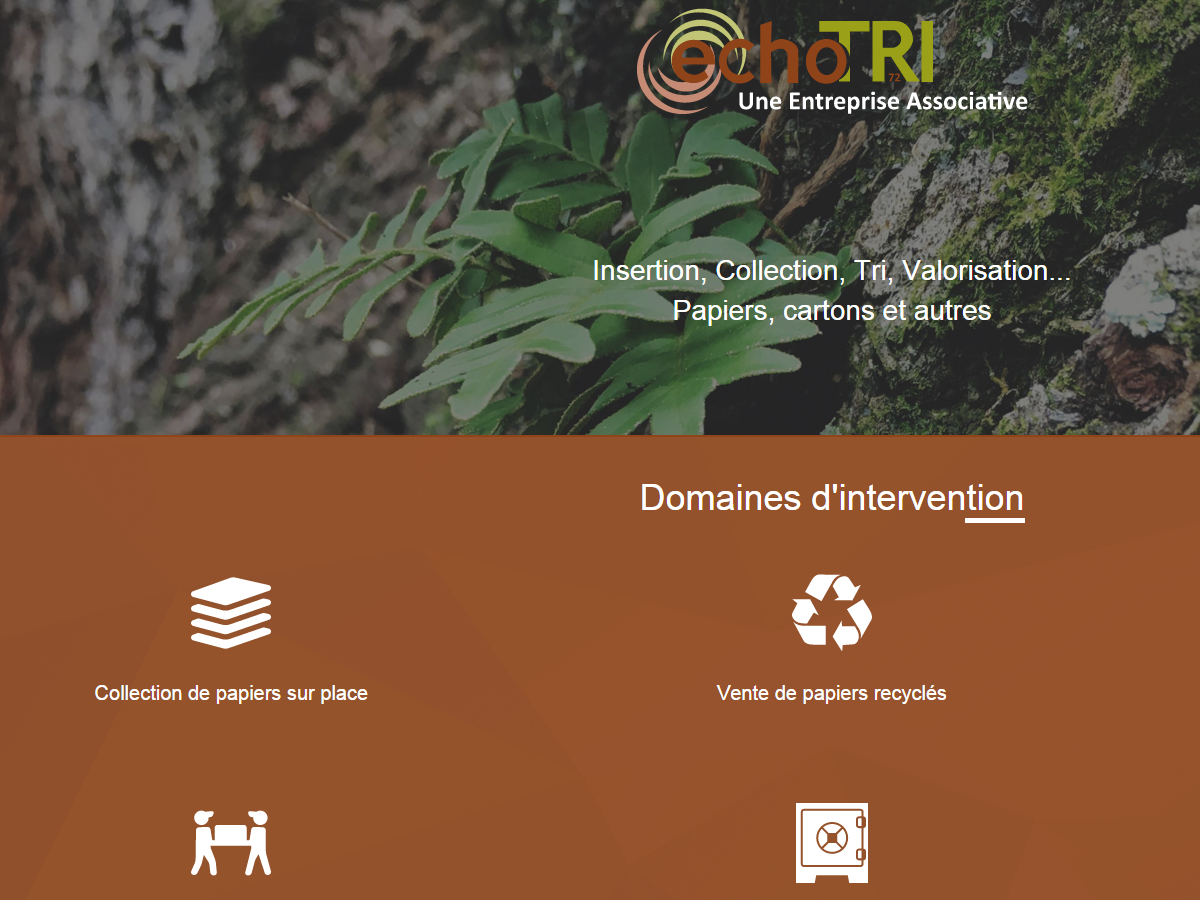 echoTRI
72
Une Entreprise Associative
Insertion, Collection, Tri, Valorisation...
Papiers, cartons et autres
Domaines d'intervention
Collection de papiers sur place
Vente de papiers recyclés